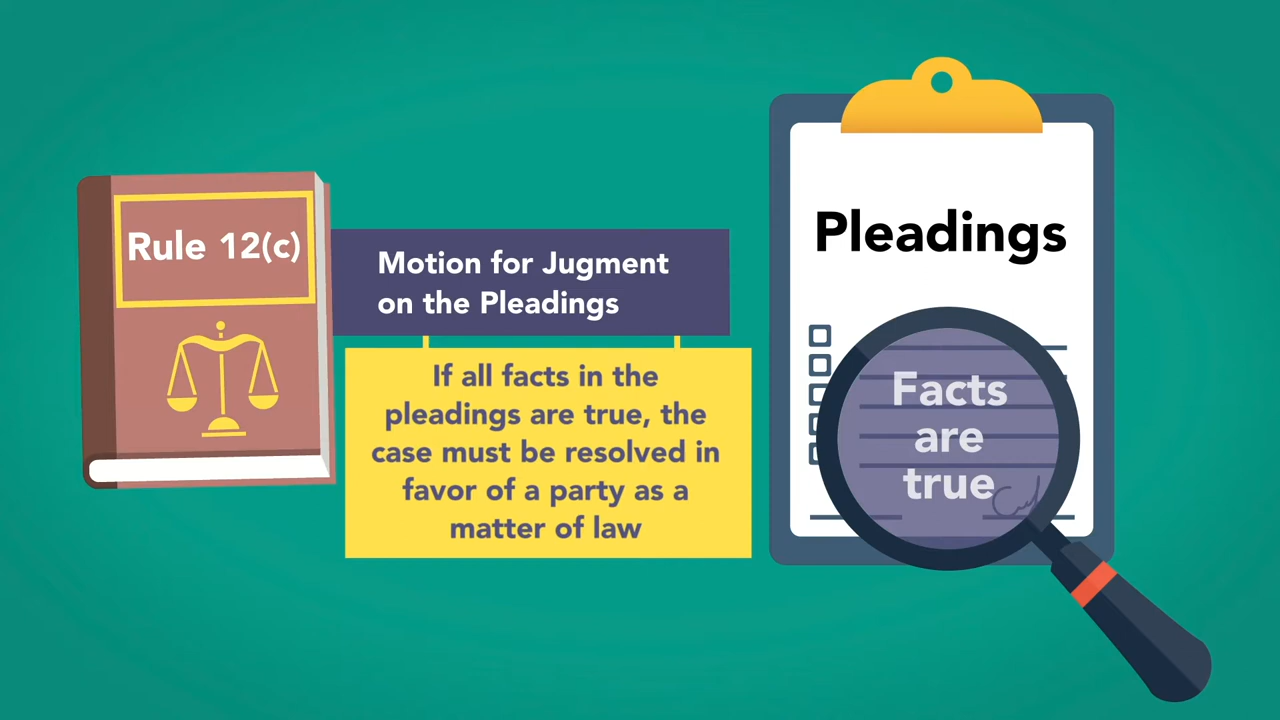 Rule 12(c)
Motion for Jugment
on the Pleadings
If all facts in the
pleadings are true, the
case must be resolved in
favor of a party as a
matter of law
Pleadings
Facts
are
true